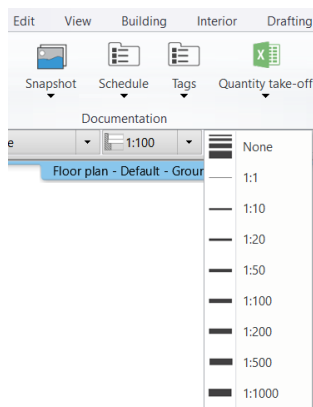 Edit View Building Interior Drafting
Snapshot Schedule Tags Quantity take-off
Documentation
1:100 None
Floor plan - Default - Grour
1:1
1:10
1:20
1:50
1:100
1:200
1:500
1:1000